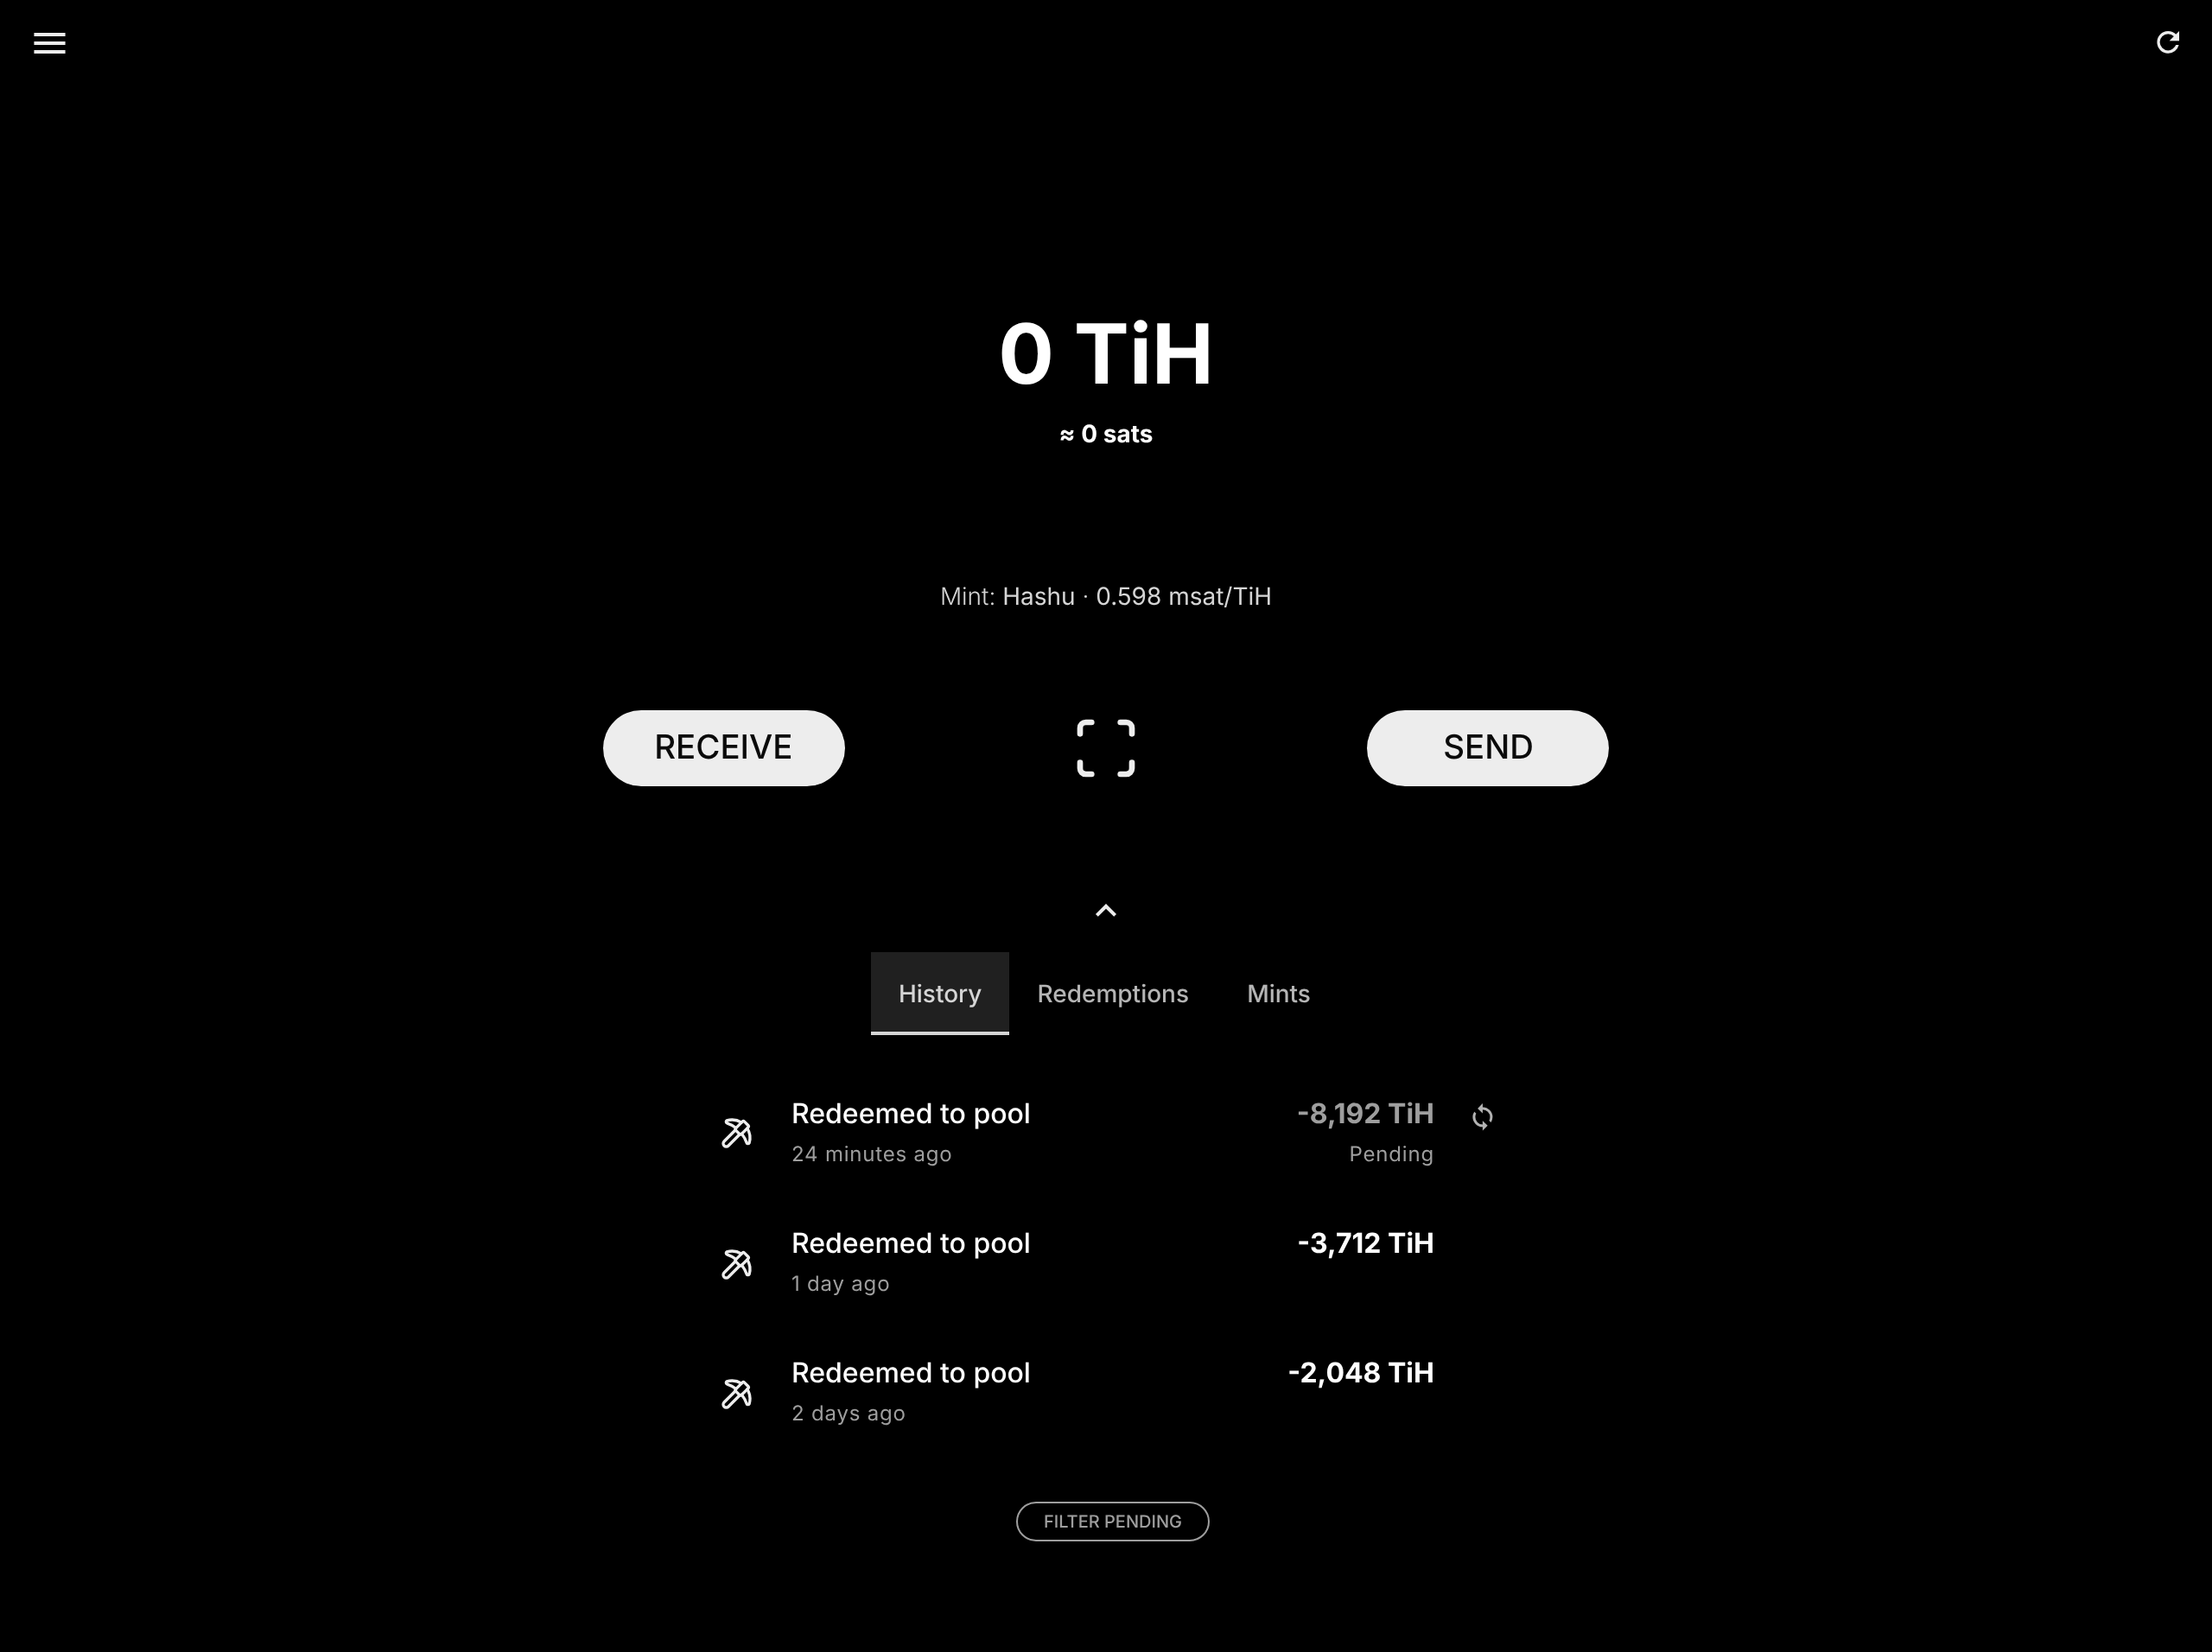 0 TiH
≈ 0 sats
Mint: Hashu · 0.598 msat/TiH
RECEIVE
SEND
History Redemptions Mints
Redeemed to pool -8,192 TiH
24 minutes ago Pending
Redeemed to pool -3,712 TiH
1 day ago
Redeemed to pool -2,048 TiH
2 days ago
FILTER PENDING